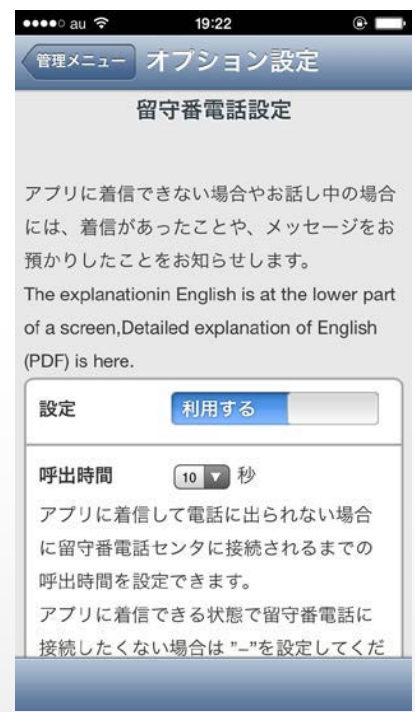 au 19:22
管理メニュー オプション設定
留守番電話設定
アプリに着信できない場合やお話し中の場合
には、着信があったことや、メッセージをお
預かりしたことをお知らせします。
The explanationin English is at the lower part
of a screen,Detailed explanation of English
(PDF) is here.
設定 利用する
呼出時間 10 秒
アプリに着信して電話に出られない場合
に留守番電話センタに接続されるまでの
呼出時間を設定できます。
アプリに着信できる状態で留守番電話に
接続したくない場合は "–"を設定してくだ